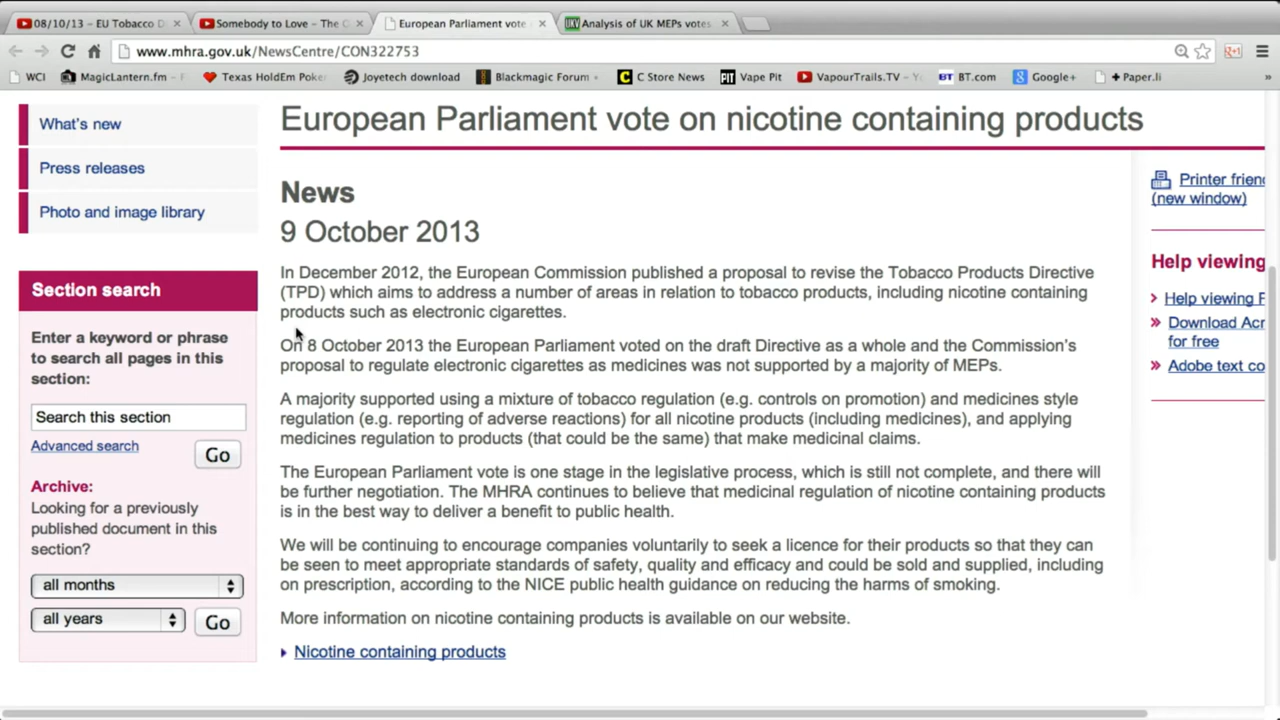 08/10/13 – EU Tobacco D
Somebody to Love – The C
European Parliament vote
Analysis of UK MEPs votes
www.mhra.gov.uk/NewsCentre/CON322753
WCI
MagicLantern.fm
Texas HoldEm Poke
Joyetech download
Blackmagic Forum
C Store News
PIT Vape Pit
VapourTrails.TV
BT BT.com
Google+
+ Paper.li
What's new
Press releases
Photo and image library
Section search
Enter a keyword or phrase
to search all pages in this
section:
Search this section
Advanced search
Go
Archive:
Looking for a previously
published document in this
section?
all months
all years
Go
European Parliament vote on nicotine containing products
News
9 October 2013
In December 2012, the European Commission published a proposal to revise the Tobacco Products Directive
(TPD) which aims to address a number of areas in relation to tobacco products, including nicotine containing
products such as electronic cigarettes.
On 8 October 2013 the European Parliament voted on the draft Directive as a whole and the Commission's
proposal to regulate electronic cigarettes as medicines was not supported by a majority of MEPs.
A majority supported using a mixture of tobacco regulation (e.g. controls on promotion) and medicines style
regulation (e.g. reporting of adverse reactions) for all nicotine products (including medicines), and applying
medicines regulation to products (that could be the same) that make medicinal claims.
The European Parliament vote is one stage in the legislative process, which is still not complete, and there will
be further negotiation. The MHRA continues to believe that medicinal regulation of nicotine containing products
is in the best way to deliver a benefit to public health.
We will be continuing to encourage companies voluntarily to seek a licence for their products so that they can
be seen to meet appropriate standards of safety, quality and efficacy and could be sold and supplied, including
on prescription, according to the NICE public health guidance on reducing the harms of smoking.
More information on nicotine containing products is available on our website.
Nicotine containing products
Printer frien
(new window)
Help viewing
Help viewing F
Download Acr
for free
Adobe text co